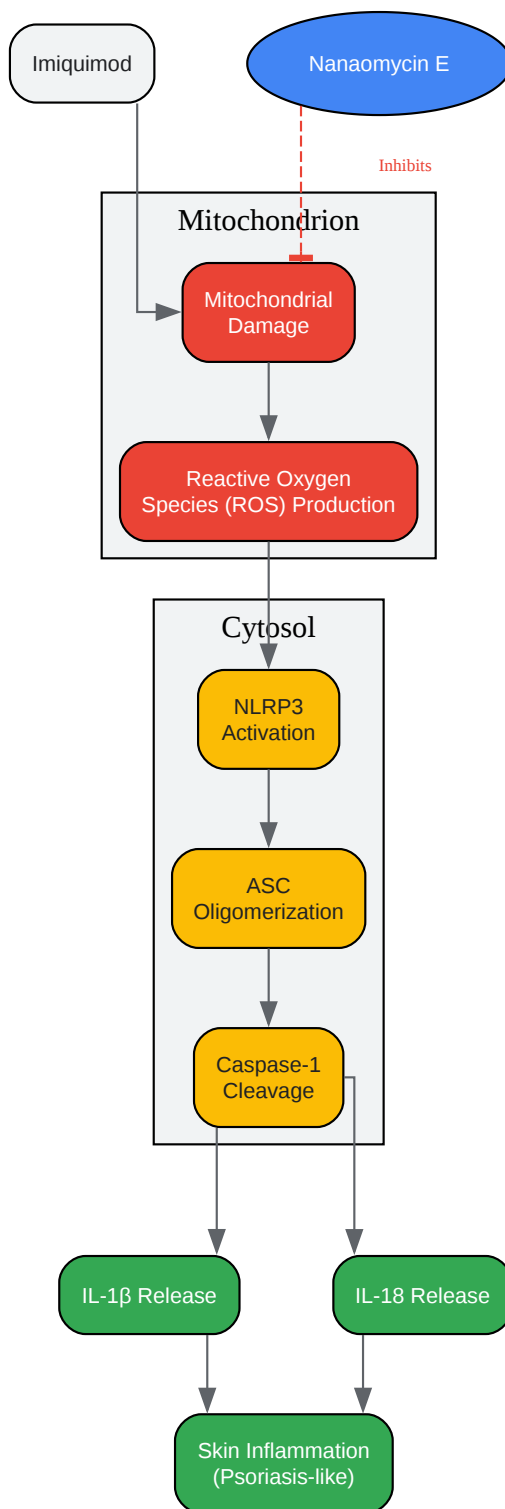 Imiquimod
Nanaomycin E
Inhibits
Mitochondrion
Mitochondrial
Damage
Reactive Oxygen
Species (ROS) Production
Cytosol
NLRP3
Activation
ASC
Oligomerization
Caspase-1
Cleavage
IL-1β Release
IL-18 Release
Skin Inflammation
(Psoriasis-like)